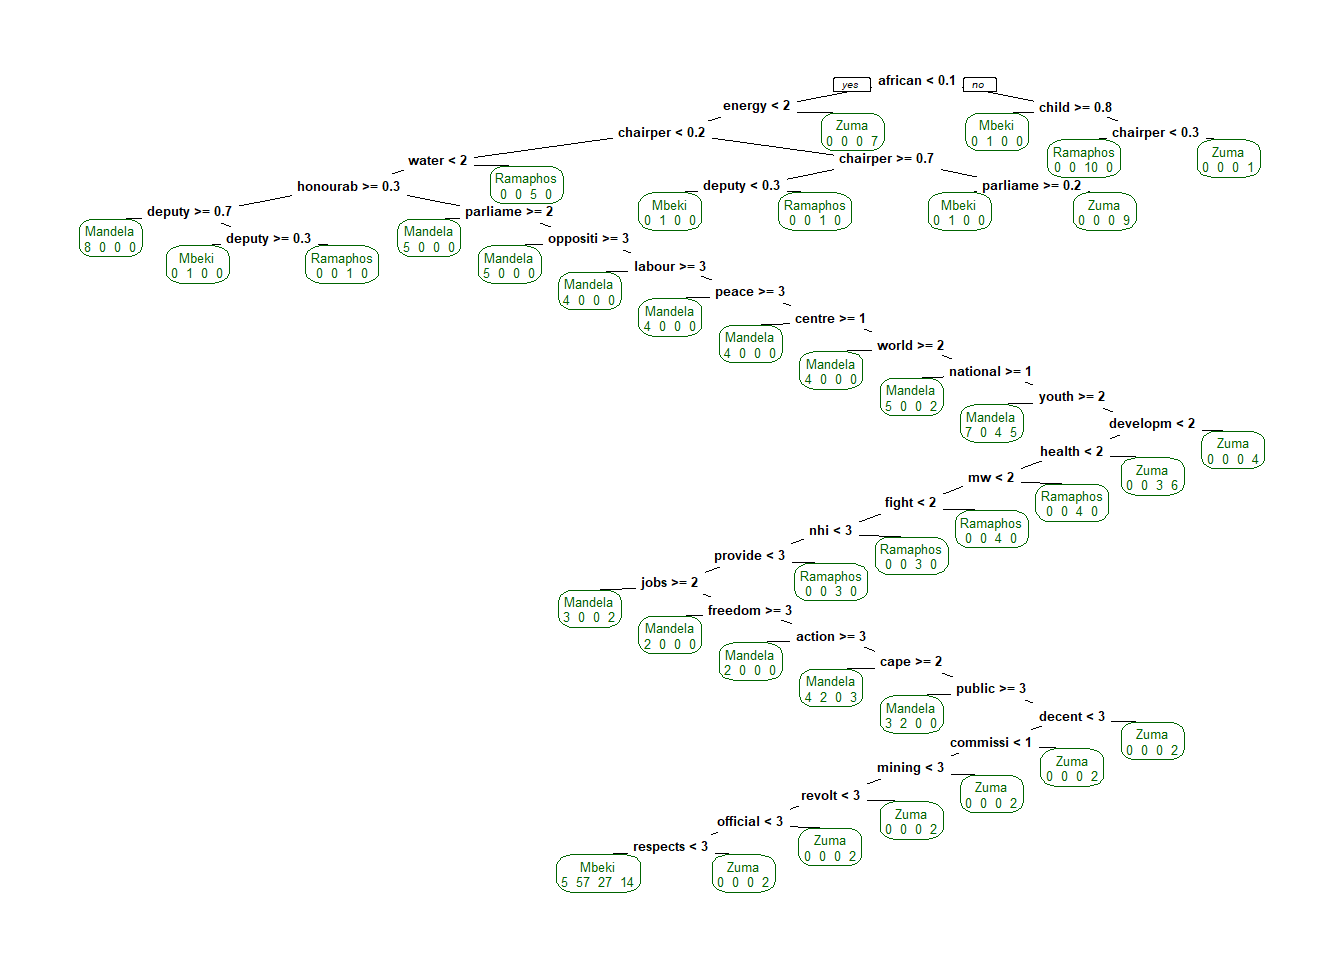 yes african < 0.1 no
energy < 2 child >= 0.8
Zuma
0 0 0 7
Mbeki
0 1 0 0
chairper < 0.2 chairper < 0.3
Ramaphos
0 0 10 0
Zuma
0 0 0 1
water < 2 chairper >= 0.7
Ramaphos
0 0 5 0
honourab >= 0.3 deputy < 0.3 parliame >= 0.2
Mbeki
0 1 0 0
Ramaphos
0 0 1 0
Mbeki
0 1 0 0
Zuma
0 0 0 9
deputy >= 0.7 parliame >= 2
Mandela
8 0 0 0
Mandela
5 0 0 0
deputy >= 0.3 oppositi >= 3
Mbeki
0 1 0 0
Ramaphos
0 0 1 0
Mandela
5 0 0 0
labour >= 3
Mandela
4 0 0 0
peace >= 3
Mandela
4 0 0 0
centre >= 1
Mandela
4 0 0 0
world >= 2
Mandela
4 0 0 0
national >= 1
Mandela
5 0 0 2
youth >= 2
Mandela
7 0 4 5
developm < 2
Zuma
0 0 0 4
health < 2
Zuma
0 0 3 6
mw < 2
Ramaphos
0 0 4 0
fight < 2
Ramaphos
0 0 4 0
nhi < 3
Ramaphos
0 0 3 0
provide < 3
Ramaphos
0 0 3 0
jobs >= 2
Mandela
3 0 0 2
freedom >= 3
Mandela
2 0 0 0
action >= 3
Mandela
2 0 0 0
cape >= 2
Mandela
4 2 0 3
public >= 3
Mandela
3 2 0 0
decent < 3
Zuma
0 0 0 2
commissi < 1
Zuma
0 0 0 2
mining < 3
Zuma
0 0 0 2
revolt < 3
Zuma
0 0 0 2
official < 3
Zuma
0 0 0 2
respects < 3
Mbeki
5 57 27 14
Zuma
0 0 0 2